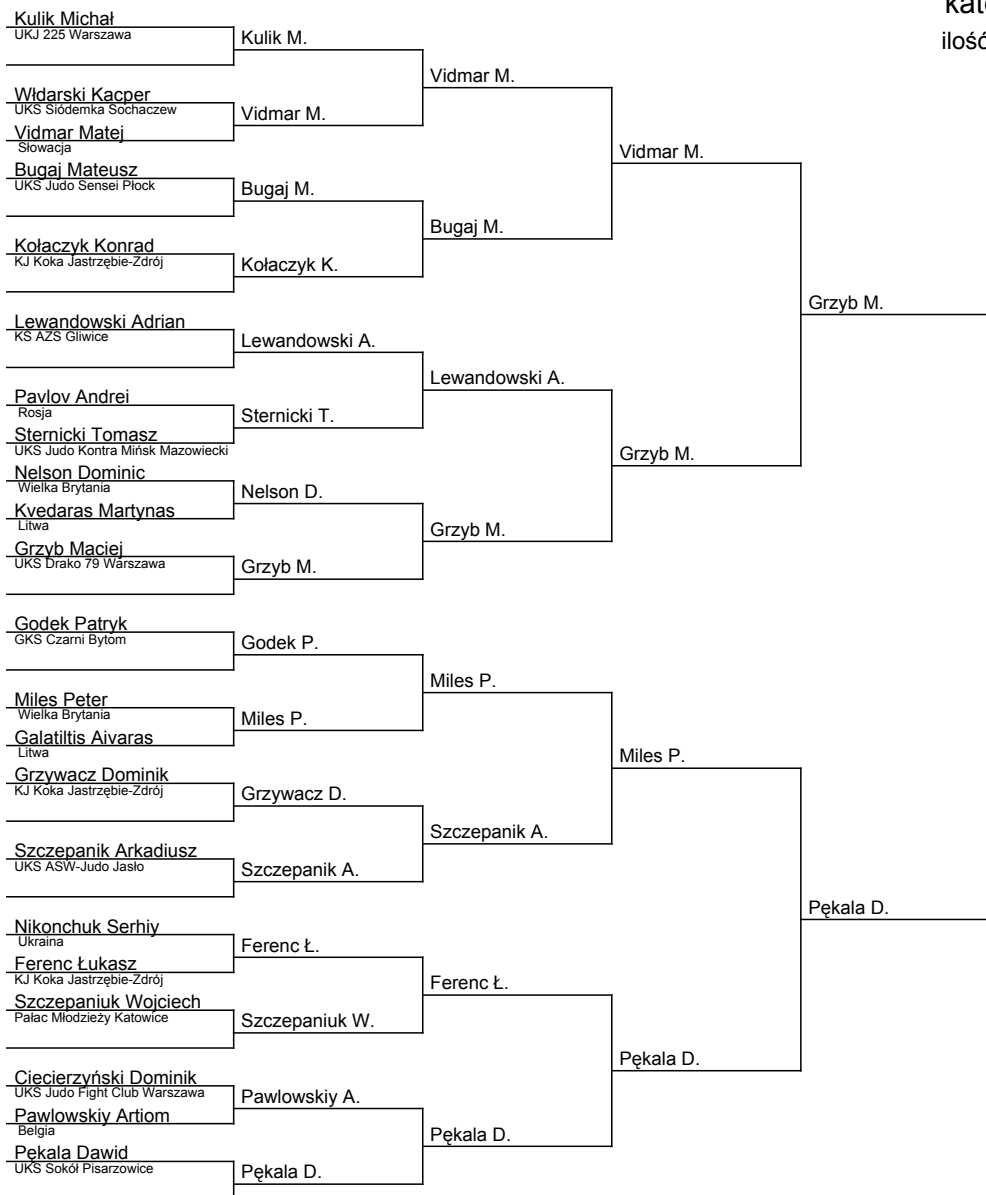 kate
ilość
Kulik Michał
UKJ 225 Warszawa
Kulik M.
Vidmar M.
Włdarski Kacper
UKS Siódemka Sochaczew
Vidmar M.
Vidmar Matej
Słowacja
Vidmar M.
Bugaj Mateusz
UKS Judo Sensei Płock
Bugaj M.
Bugaj M.
Kołaczyk Konrad
KJ Koka Jastrzębie-Zdrój
Kołaczyk K.
Grzyb M.
Lewandowski Adrian
KS AZS Gliwice
Lewandowski A.
Lewandowski A.
Pavlov Andrei
Rosja
Sternicki T.
Sternicki Tomasz
UKS Judo Kontra Mińsk Mazowiecki
Grzyb M.
Nelson Dominic
Wielka Brytania
Nelson D.
Kvedaras Martynas
Litwa
Grzyb M.
Grzyb Maciej
UKS Drako 79 Warszawa
Grzyb M.
Godek Patryk
GKS Czarni Bytom
Godek P.
Miles P.
Miles Peter
Wielka Brytania
Miles P.
Galatiltis Aivaras
Litwa
Miles P.
Grzywacz Dominik
KJ Koka Jastrzębie-Zdrój
Grzywacz D.
Szczepanik A.
Szczepanik Arkadiusz
UKS ASW-Judo Jasło
Szczepanik A.
Pękala D.
Nikonchuk Serhiy
Ukraina
Ferenc Ł.
Ferenc Łukasz
KJ Koka Jastrzębie-Zdrój
Ferenc Ł.
Szczepaniuk Wojciech
Pałac Młodzieży Katowice
Szczepaniuk W.
Pękala D.
Ciecierzyński Dominik
UKS Judo Fight Club Warszawa
Pawlowskiy A.
Pawlowskiy Artiom
Belgia
Pękala D.
Pękala Dawid
UKS Sokół Pisarzowice
Pękala D.